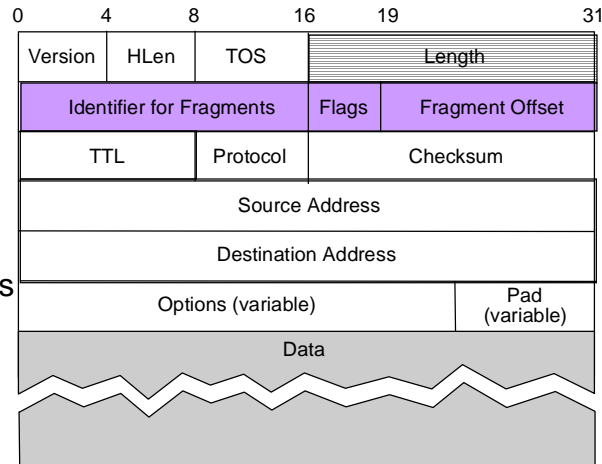 0 4 8 16 19 31
Version HLen TOS Length
Identifier for Fragments Flags Fragment Offset
TTL Protocol Checksum
Source Address
Destination Address
s
Options (variable) Pad
(variable)
Data